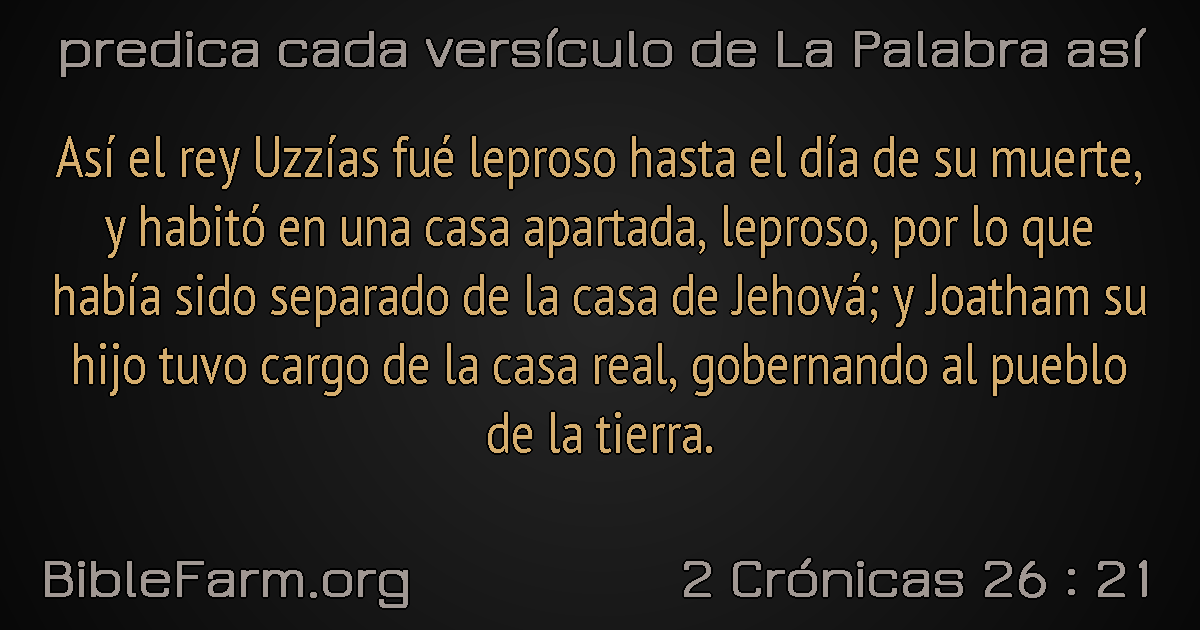 predica cada versículo de La Palabra así
Así el rey Uzzías fué leproso hasta el día de su muerte,
y habitó en una casa apartada, leproso, por lo que
había sido separado de la casa de Jehová; y Joatham su
hijo tuvo cargo de la casa real, gobernando al pueblo
de la tierra.
BibleFarm.org
2 Crónicas 26 : 21